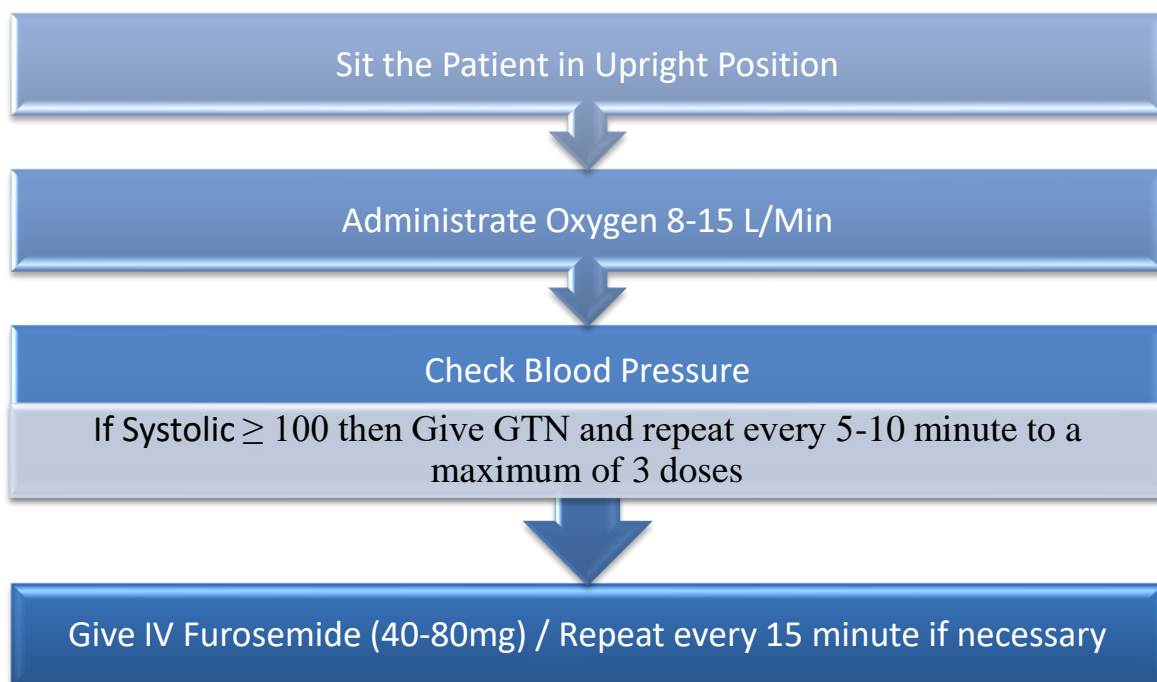 Sit the Patient in Upright Position
Administrate Oxygen 8-15 L/Min
Check Blood Pressure
If Systolic ≥ 100 then Give GTN and repeat every 5-10 minute to a
maximum of 3 doses
Give IV Furosemide (40-80mg) / Repeat every 15 minute if necessary